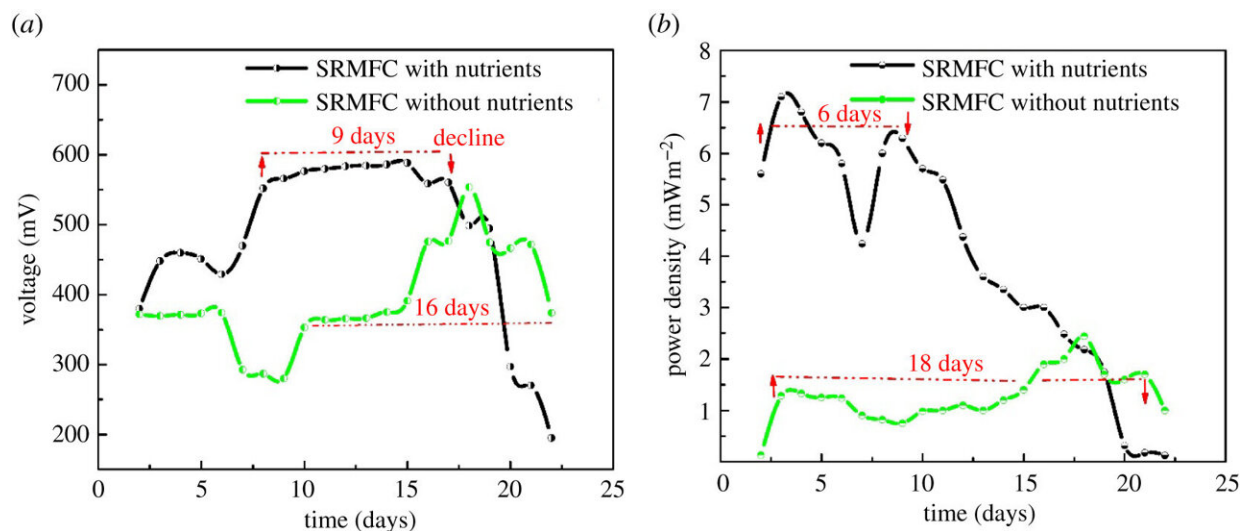 (a)
700
600
500
400
300
200
voltage (mV)
SRMFC with nutrients
SRMFC without nutrients
9 days
decline
16 days
0 5 10 15 20 25
time (days)
(b)
8
7
6
5
4
3
2
1
power density (mWm−2)
SRMFC with nutrients
SRMFC without nutrients
6 days
18 days
0 5 10 15 20 25
time (days)